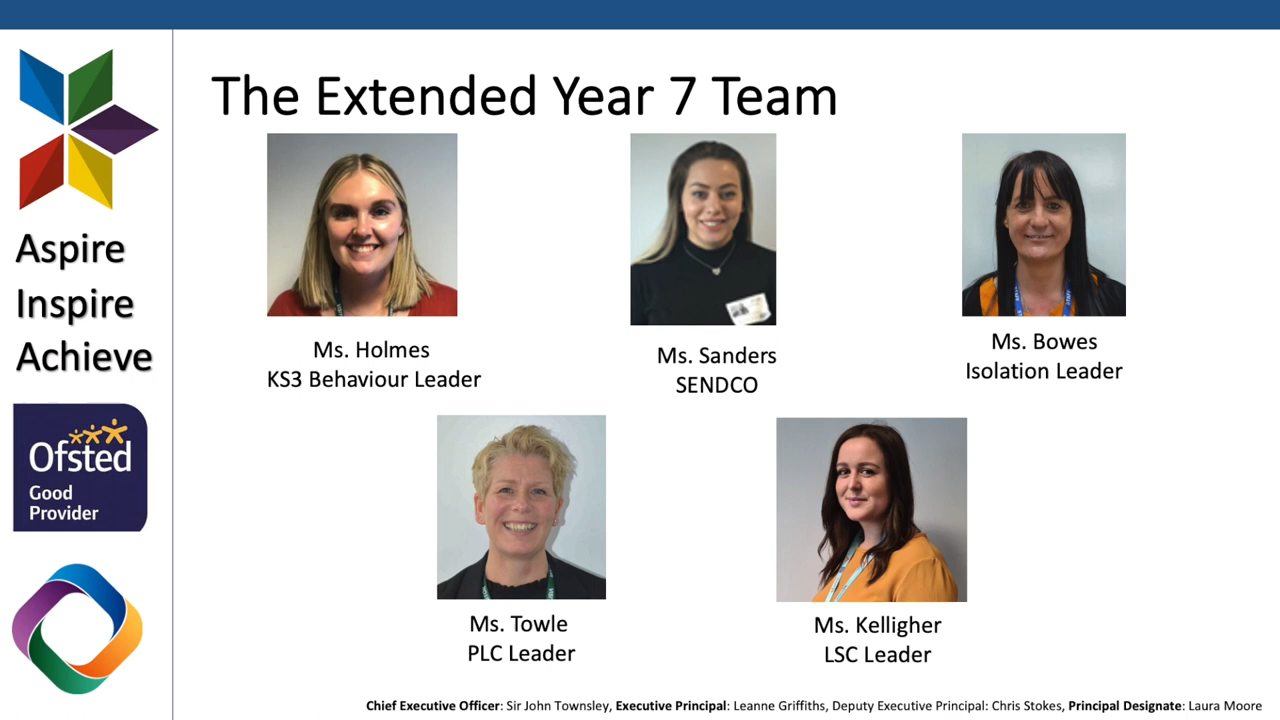 The Extended Year 7 Team
Aspire
Inspire
Achieve
Ofsted
Good
Provider
Ms. Holmes
KS3 Behaviour Leader
Ms. Sanders
SENDCO
Ms. Bowes
Isolation Leader
Ms. Towle
PLC Leader
Ms. Kelligher
LSC Leader
Chief Executive Officer: Sir John Townsley, Executive Principal: Leanne Griffiths, Deputy Executive Principal: Chris Stokes, Principal Designate: Laura Moore